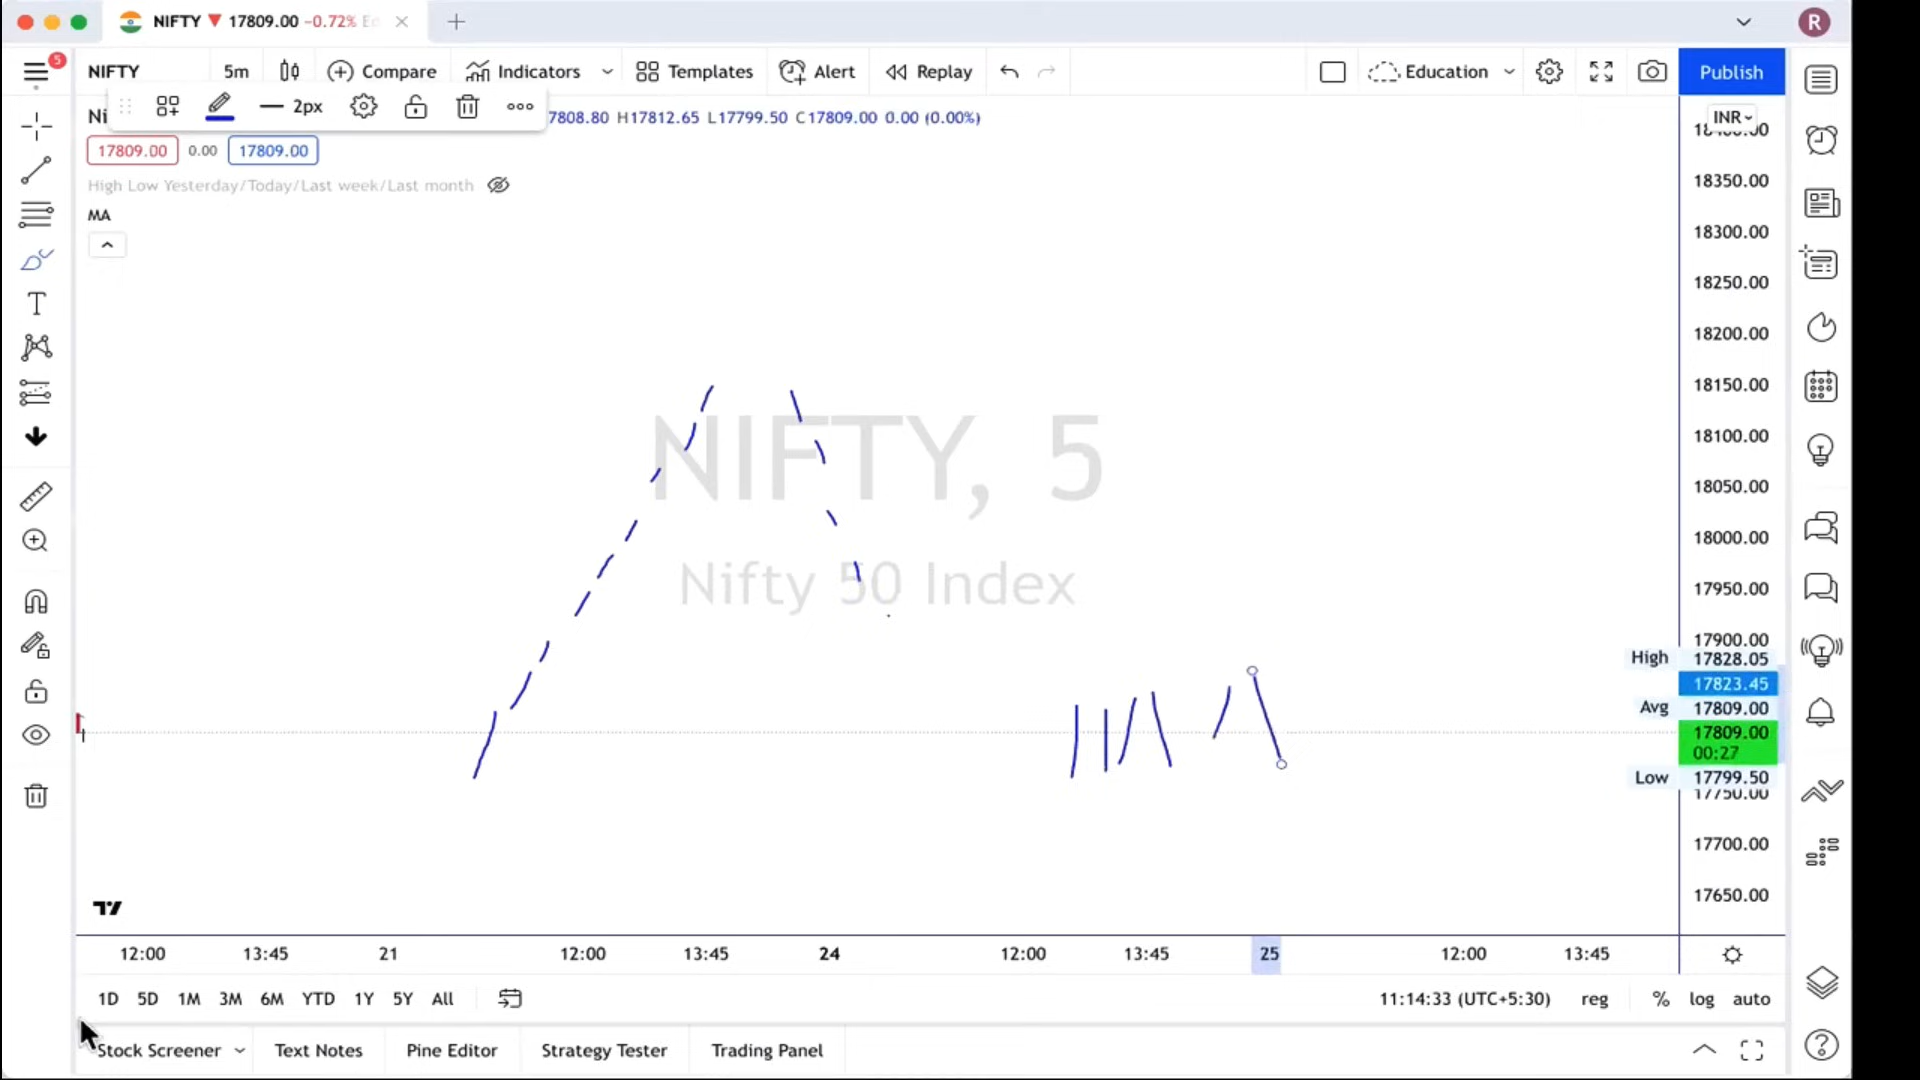 NIFTY ▼ 17809.00 −0.72% Ed
R
5
NIFTY 5m Compare Indicators Templates Alert Replay Education Publish
2px
Ni 17808.80 H17812.65 L17799.50 C17809.00 0.00 (0.00%)
INR
17809.00 0.00 17809.00
High Low Yesterday/Today/Last week/Last month
MA
18350.00
18300.00
18250.00
18200.00
18150.00
18100.00
18050.00
18000.00
17950.00
17900.00
High 17828.05
17823.45
Avg 17809.00
17809.00
00:27
Low 17799.50
17750.00
17700.00
17650.00
NIFTY, 5
Nifty 50 Index
12:00 13:45 21 12:00 13:45 24 12:00 13:45 25 12:00 13:45
1D 5D 1M 3M 6M YTD 1Y 5Y All 11:14:33 (UTC+5:30) reg % log auto
Stock Screener Text Notes Pine Editor Strategy Tester Trading Panel